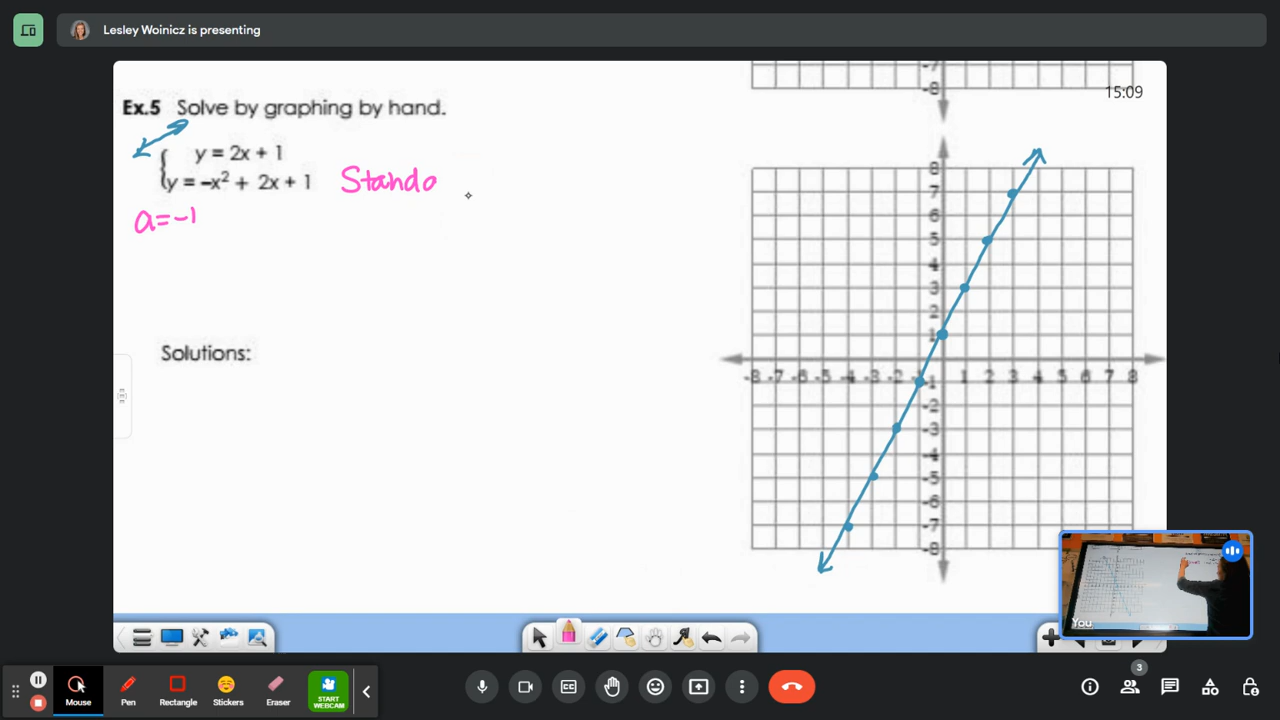 Lesley Woinicz is presenting
15:09
Ex.5 Solve by graphing by hand.
y = 2x + 1
y = -x² + 2x + 1
Standa
a=-1
Solutions:
-7
-8
8
7
6
5
4
3
2
1
-8 -7 -6 -5 -4 -3 -2 -1 1 2 3 4 5 6 7 8
-2
-3
-4
-5
-6
-7
-8
You
3
Mouse
Pen
Rectangle
Stickers
Eraser
START
WEBCAM